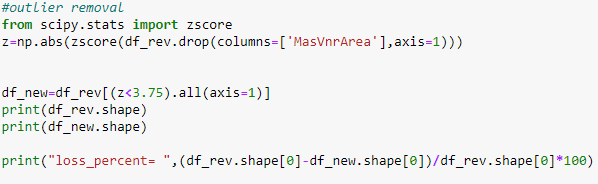 #outlier removal
from scipy.stats import zscore
z=np.abs(zscore(df_rev.drop(columns=['MasVnrArea'],axis=1)))
df_new=df_rev[(z<3.75).all(axis=1)]
print(df_rev.shape)
print(df_new.shape)
print("loss_percent= ",(df_rev.shape[0]-df_new.shape[0])/df_rev.shape[0]*100)